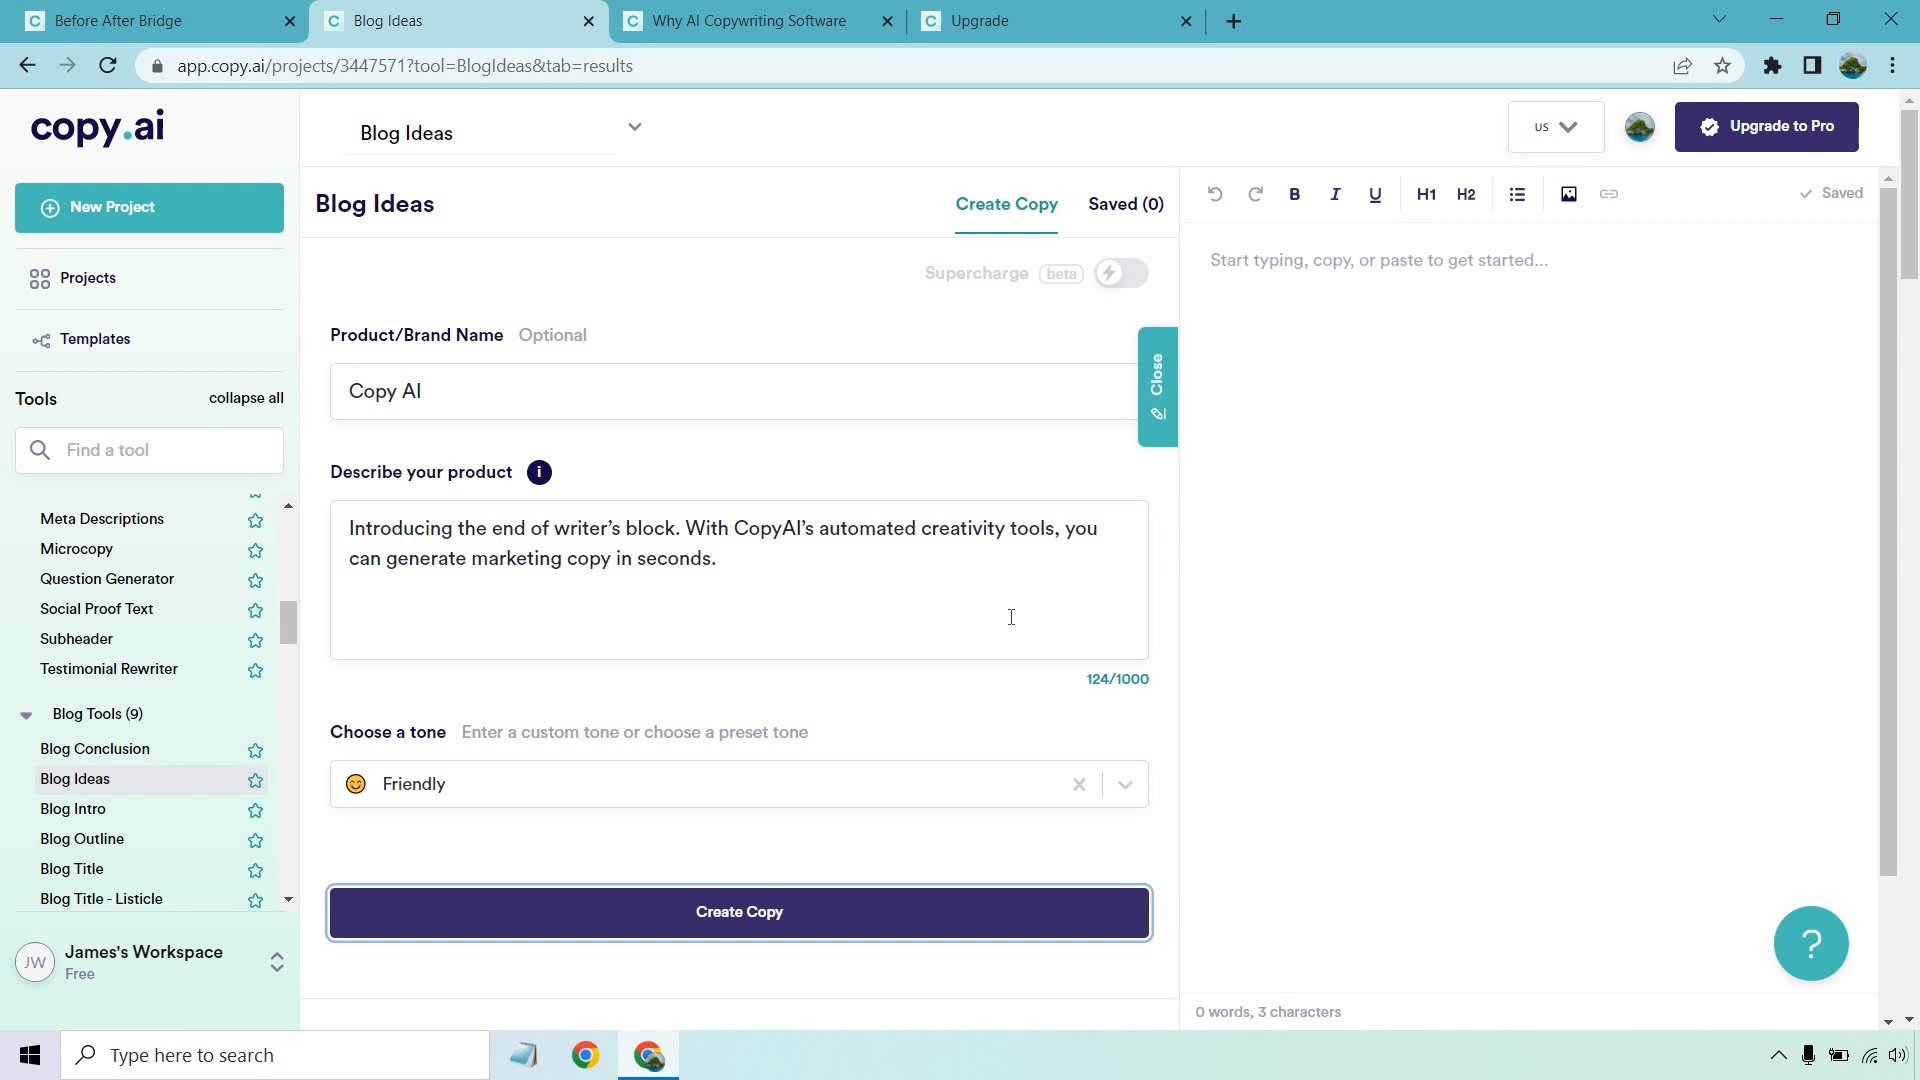 Before After Bridge
Blog Ideas
Why AI Copywriting Software
Upgrade
app.copy.ai/projects/3447571?tool=BlogIdeas&tab=results
copy.ai
Blog Ideas
US
Upgrade to Pro
New Project
Projects
Templates
Tools
collapse all
Find a tool
Meta Descriptions
Microcopy
Question Generator
Social Proof Text
Subheader
Testimonial Rewriter
Blog Tools (9)
Blog Conclusion
Blog Ideas
Blog Intro
Blog Outline
Blog Title
Blog Title - Listicle
JW
James's Workspace
Free
Blog Ideas
Create Copy
Saved (0)
Supercharge beta
Product/Brand Name Optional
Copy AI
Close
Describe your product i
Introducing the end of writer’s block. With CopyAI’s automated creativity tools, you
can generate marketing copy in seconds.
124/1000
Choose a tone Enter a custom tone or choose a preset tone
Friendly
Create Copy
B I U H1 H2
Saved
Start typing, copy, or paste to get started...
?
0 words, 3 characters
Type here to search